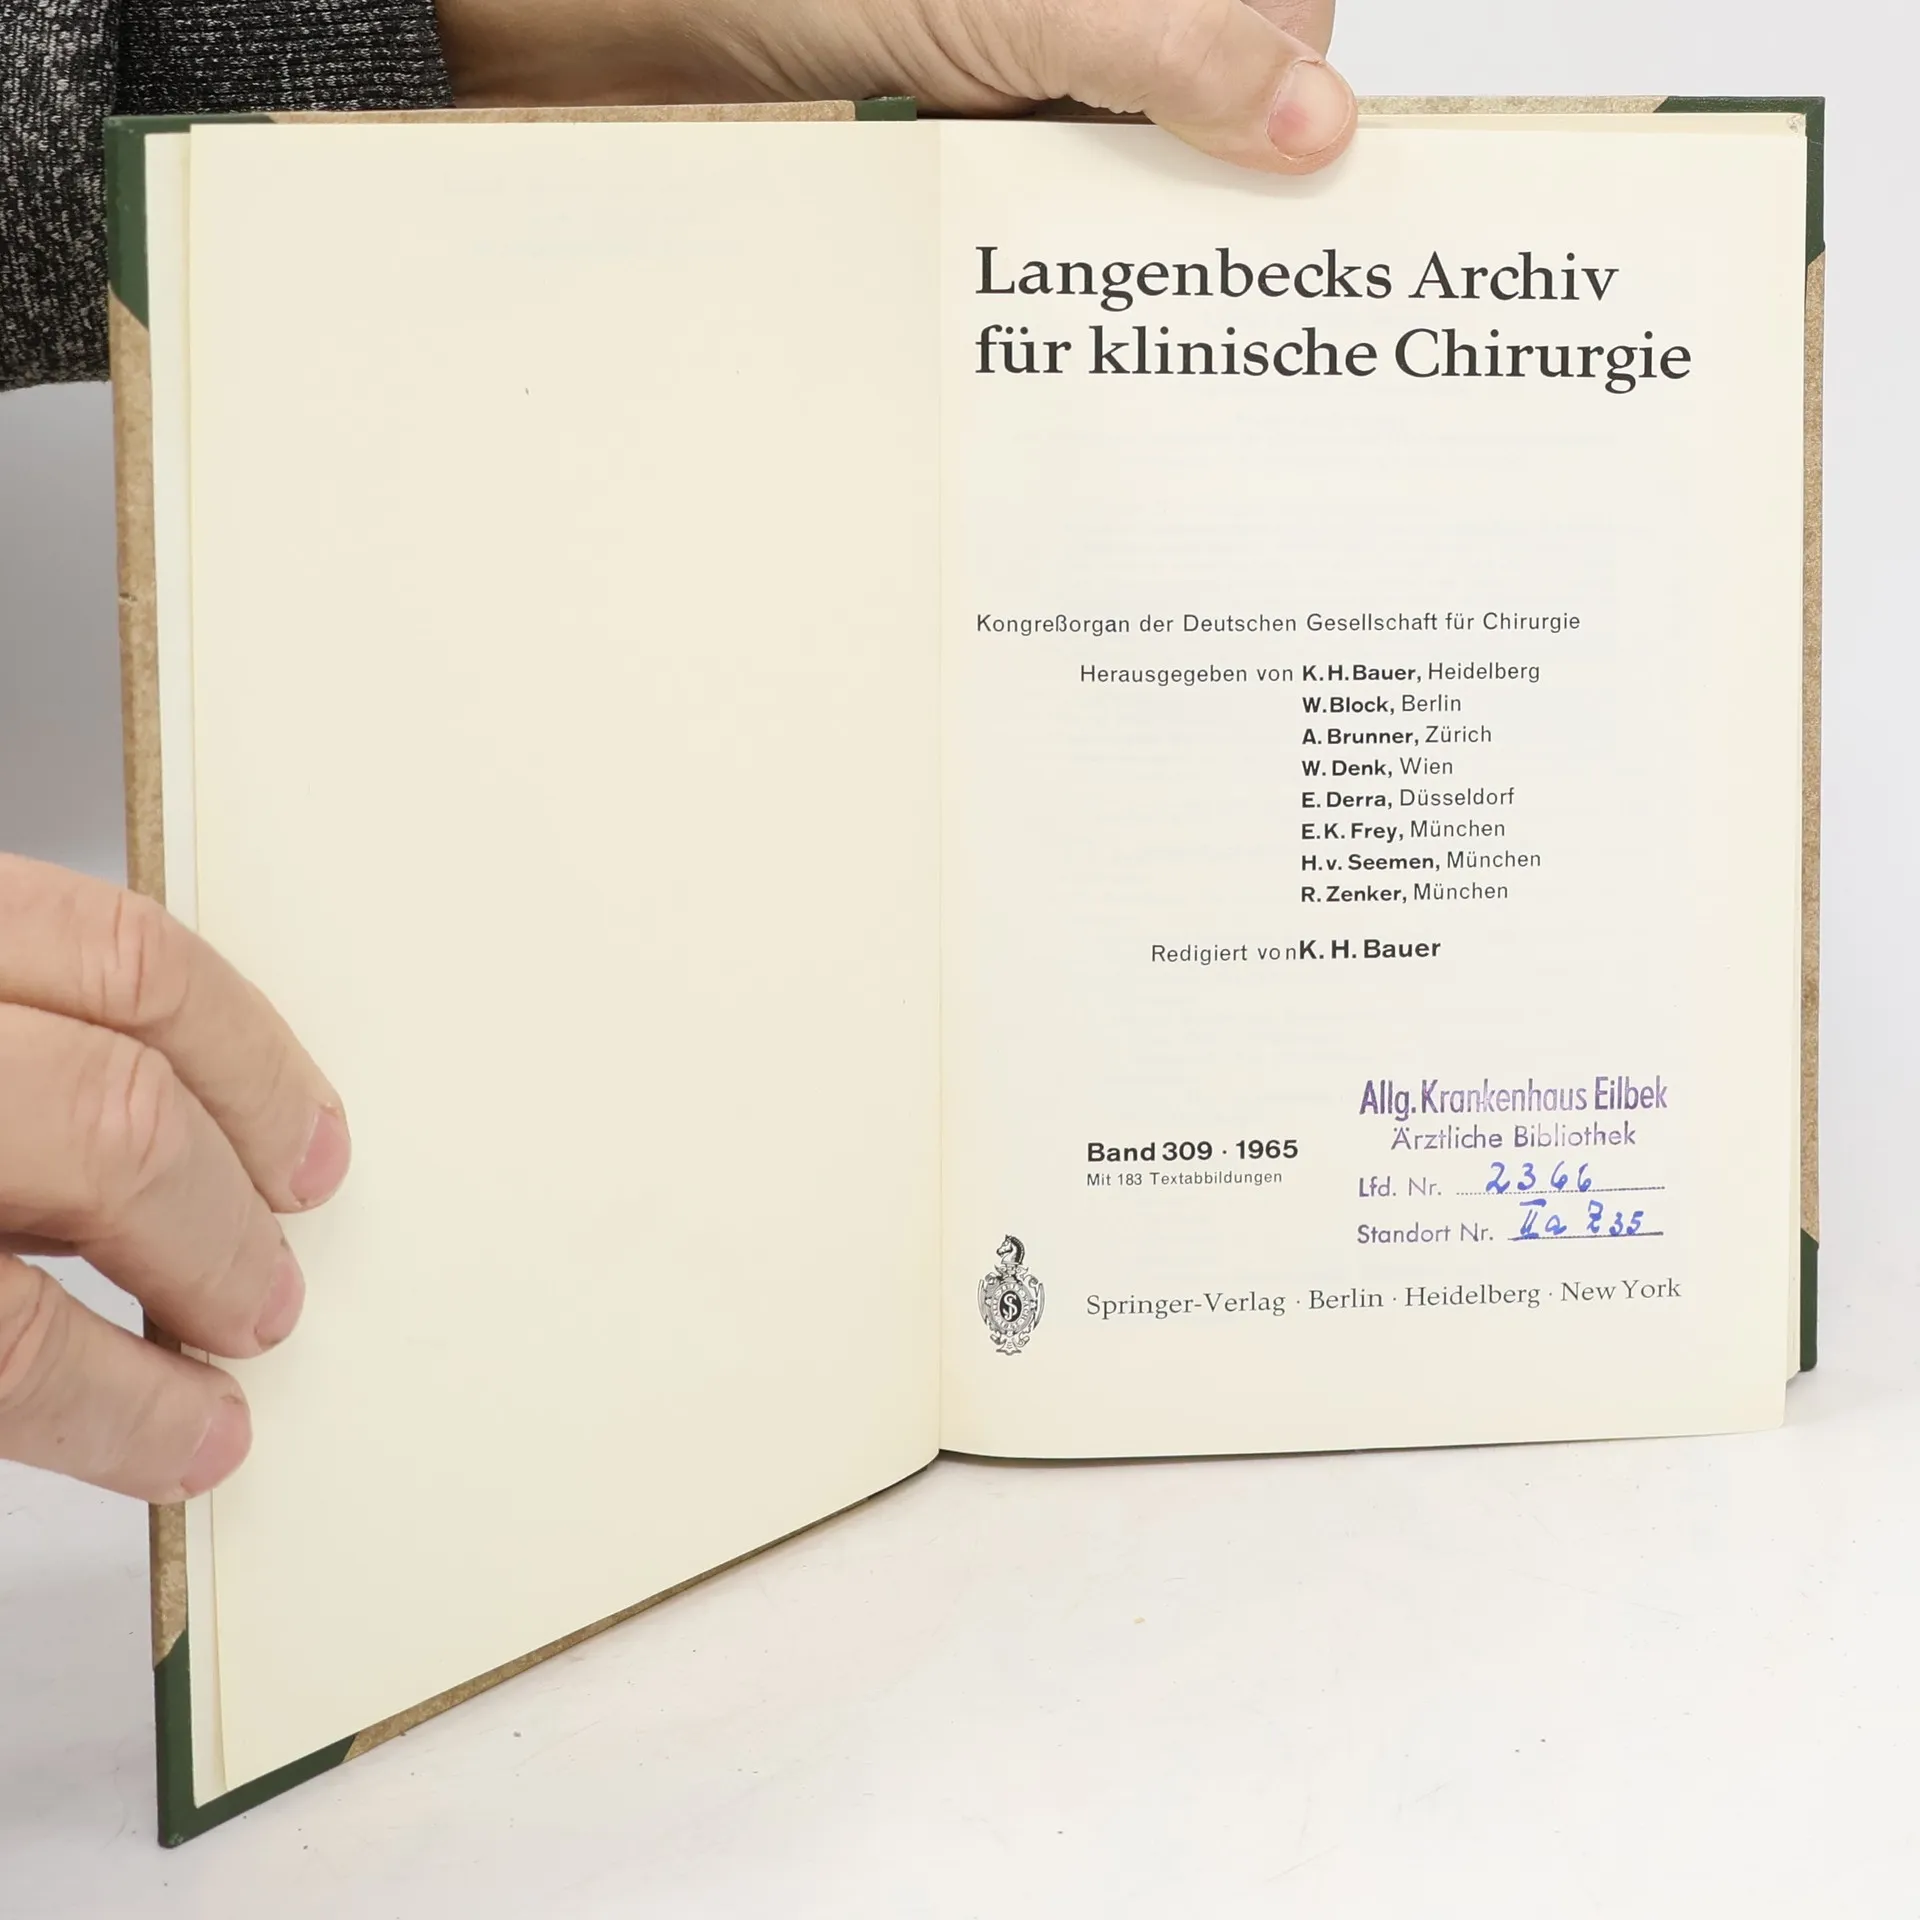 Langenbecks Archiv
für klinische Chirurgie
Kongreßorgan der Deutschen Gesellschaft für Chirurgie
Herausgegeben von K.H.Bauer, Heidelberg
W.Block, Berlin
A. Brunner, Zürich
W. Denk, Wien
E. Derra, Düsseldorf
E.K. Frey, München
H.v. Seemen, München
R. Zenker, München
Redigiert von K. H. Bauer
Allg. Krankenhaus Eilbek
Ärztliche Bibliothek
Lfd. Nr. 2366
Standort Nr. IIa Z 35
Band 309 · 1965
Mit 183 Textabbildungen
Springer-Verlag · Berlin · Heidelberg · New York